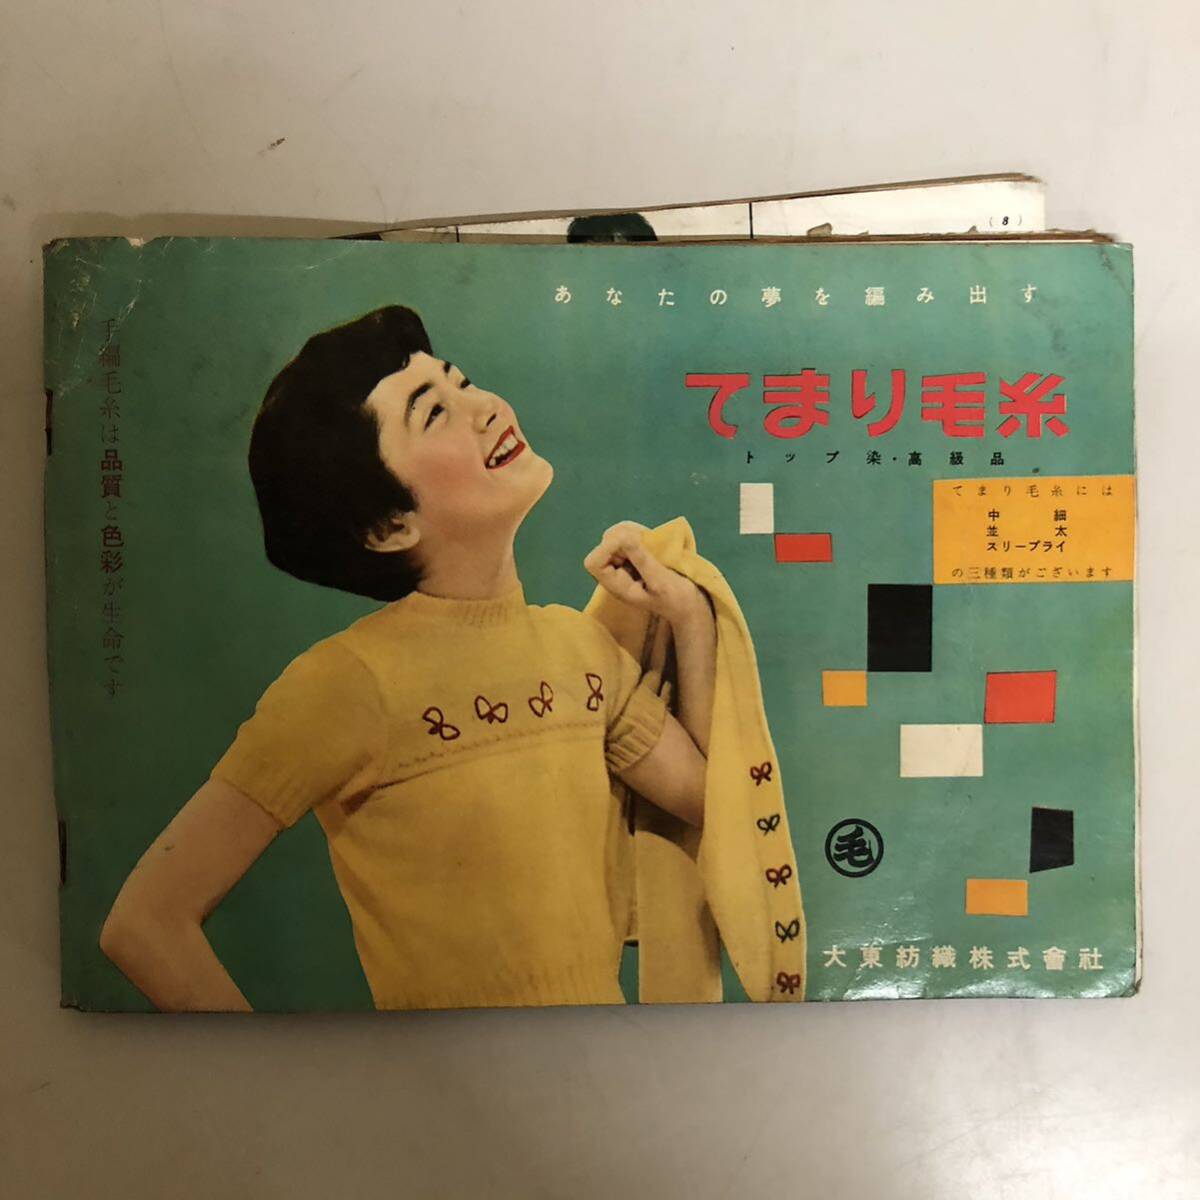 (8)
あなたの夢を編み出す
てまり毛糸
トップ染・高級品
てまり毛糸には
中細
並太
スリープライ
の三種類がございます
手編毛糸は品質と色彩が生命です
毛
大東紡織株式會社